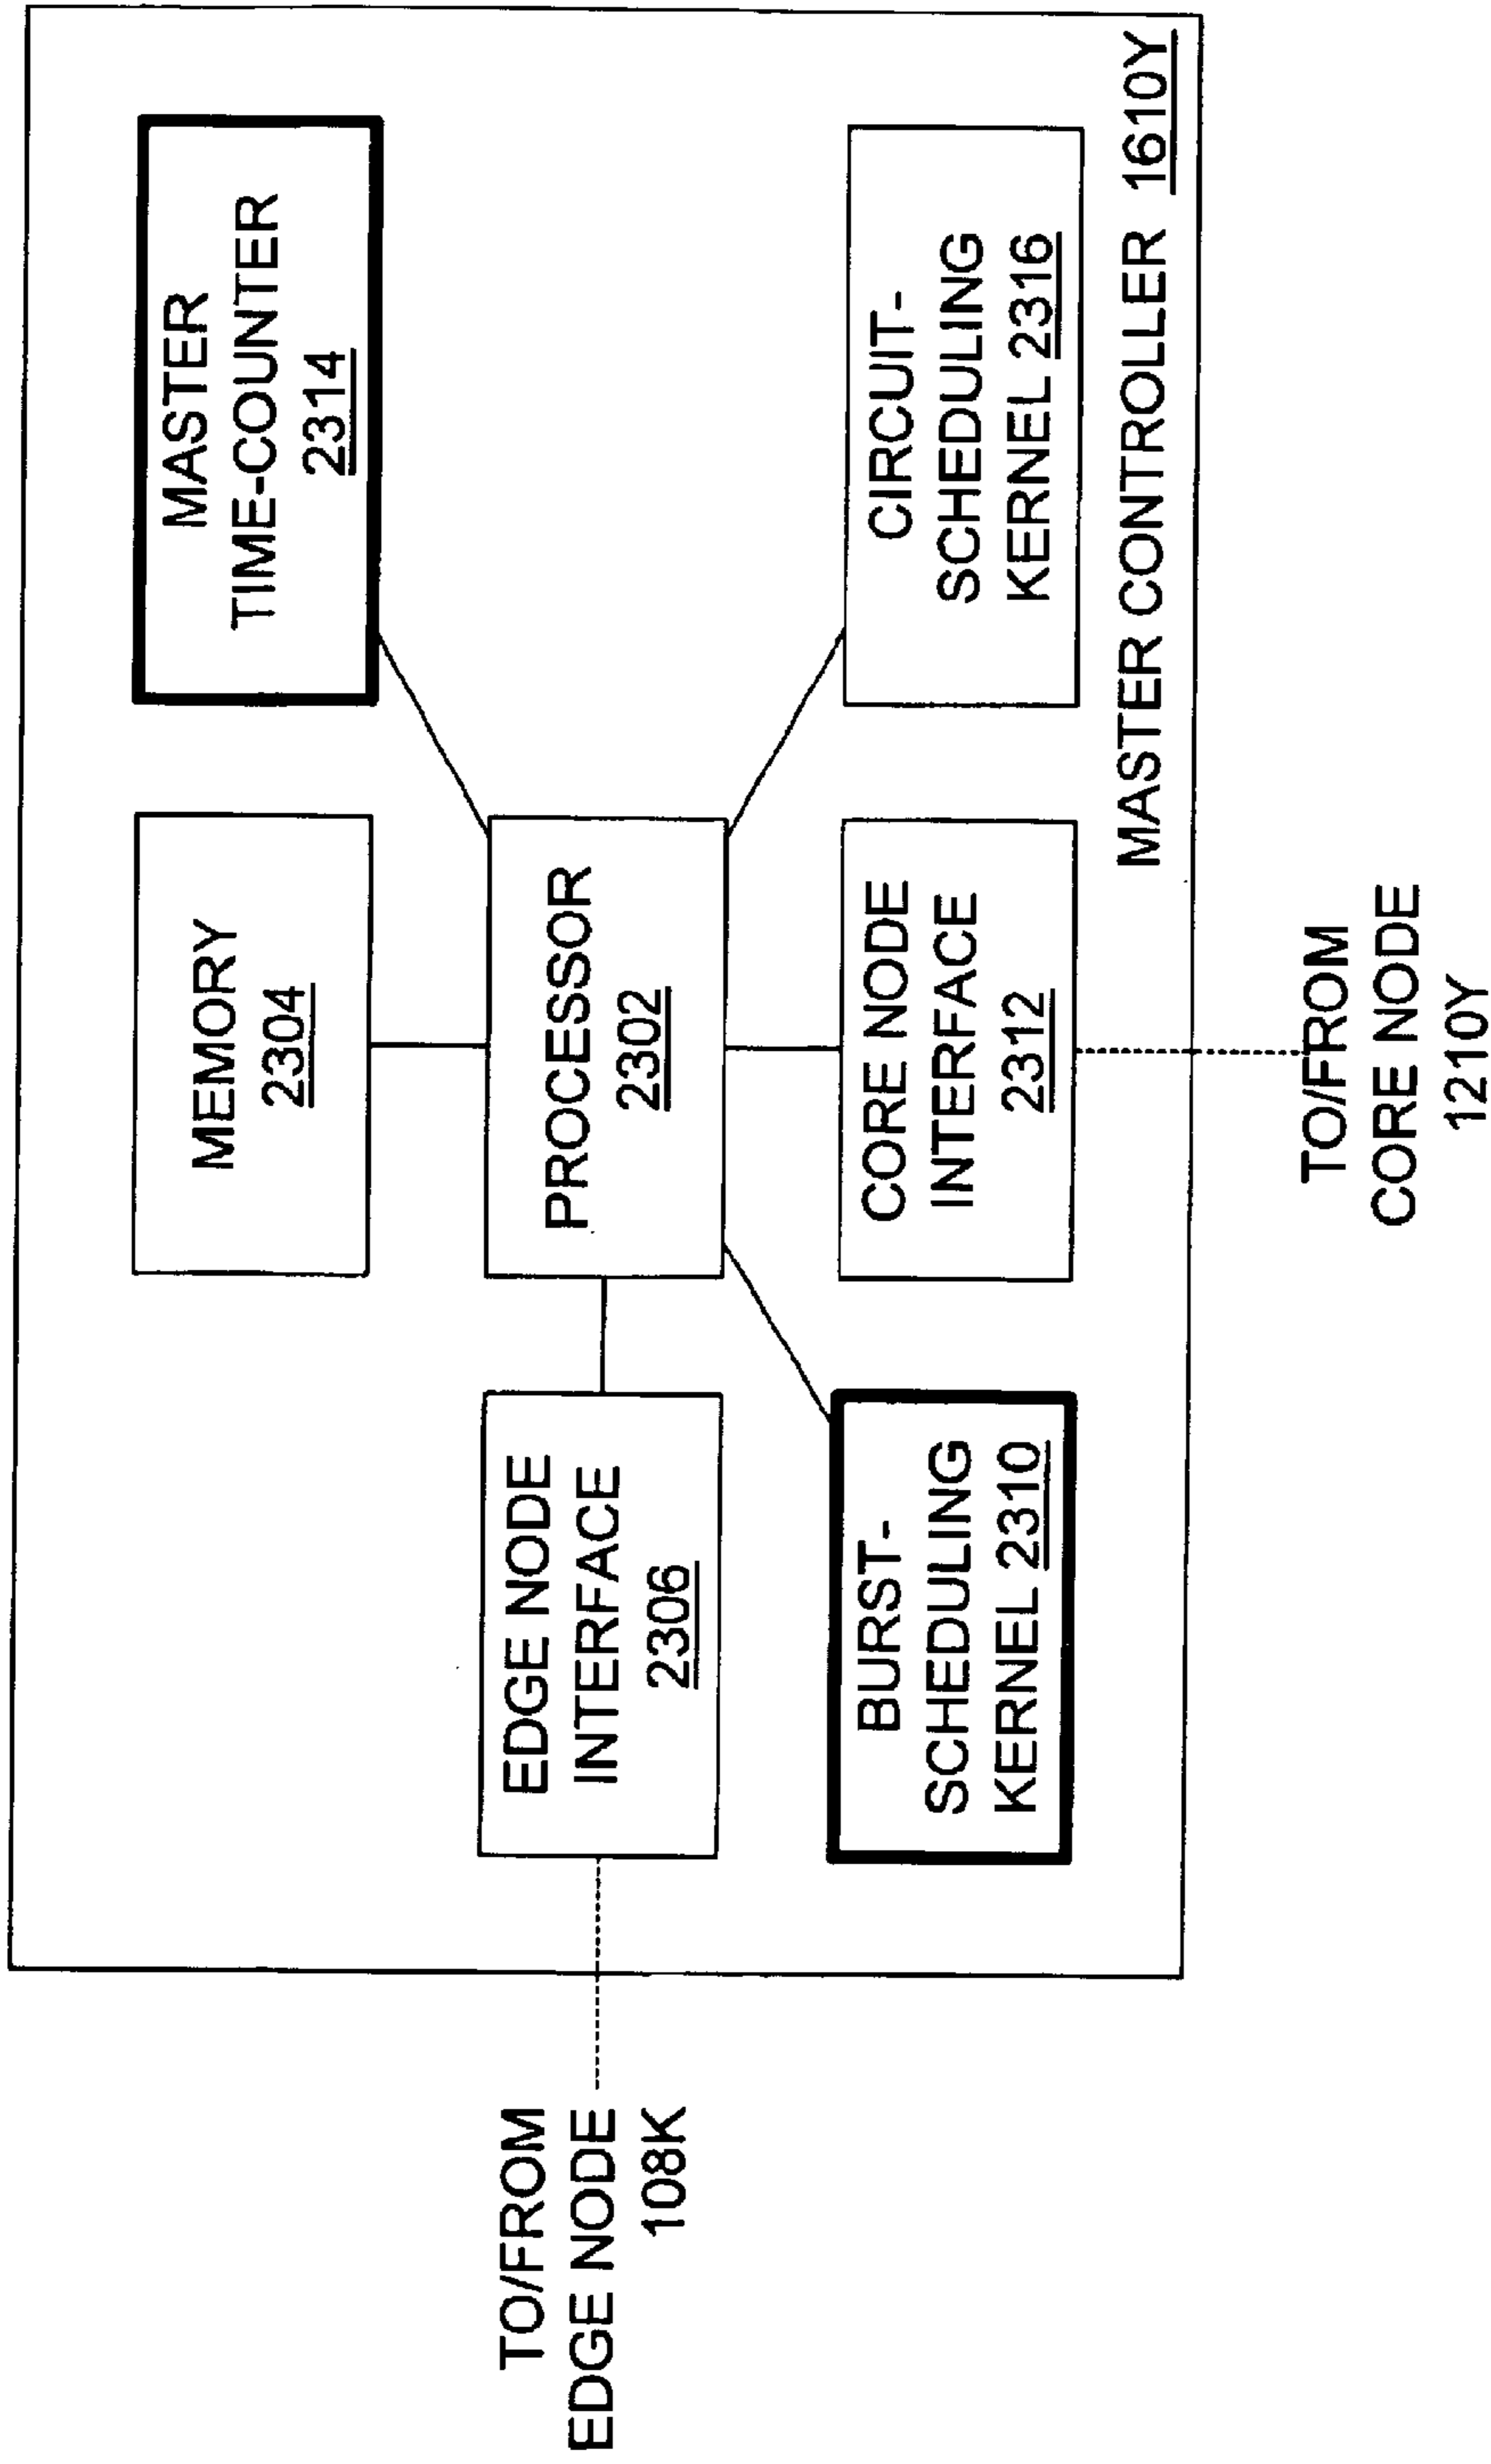 MEMORY
2304
MASTER
TIME-COUNTER
2314
TO/FROM
EDGE NODE
108K
EDGE NODE
INTERFACE
2306
PROCESSOR
2302
BURST-
SCHEDULING
KERNEL 2310
CORE NODE
INTERFACE
2312
CIRCUIT-
SCHEDULING
KERNEL 2316
MASTER CONTROLLER 1610Y
TO/FROM
CORE NODE
1210Y